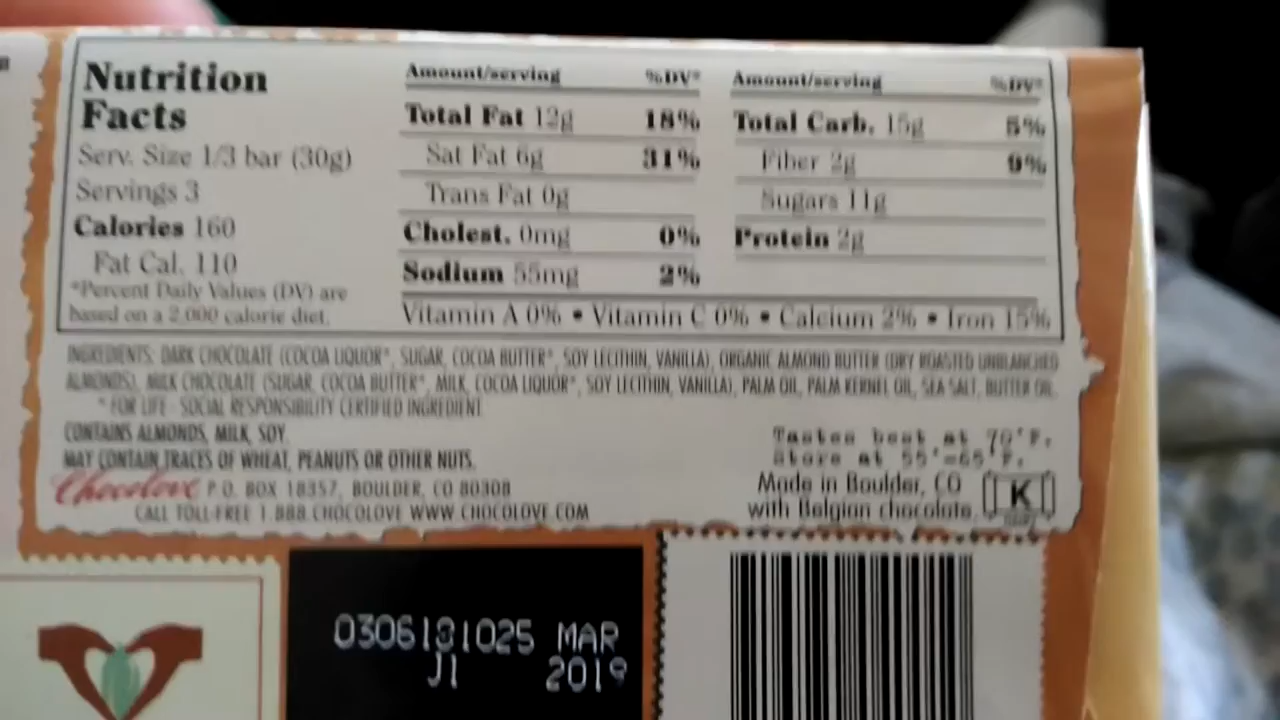 Nutrition
Facts
Serv. Size 1/3 bar (30g)
Servings 3
Calories 160
Fat Cal. 110
*Percent Daily Values (DV) are
based on a 2,000 calorie diet.
Amount/serving %DV*
Total Fat 12g 18%
Sat Fat 6g 31%
Trans Fat 0g
Cholest. 0mg 0%
Sodium 55mg 2%
Amount/serving %DV*
Total Carb. 15g 5%
Fiber 2g 9%
Sugars 11g
Protein 2g
Vitamin A 0% • Vitamin C 0% • Calcium 2% • Iron 15%
INGREDIENTS: DARK CHOCOLATE (COCOA LIQUOR*, SUGAR, COCOA BUTTER*, SOY LECITHIN, VANILLA), ORGANIC ALMOND BUTTER (DRY ROASTED UNBLANCHED
ALMONDS), MILK CHOCOLATE (SUGAR, COCOA BUTTER*, MILK, COCOA LIQUOR*, SOY LECITHIN, VANILLA), PALM OIL, PALM KERNEL OIL, SEA SALT, BUTTER OIL.
* FOR LIFE - SOCIAL RESPONSIBILITY CERTIFIED INGREDIENT
CONTAINS ALMONDS, MILK, SOY.
MAY CONTAIN TRACES OF WHEAT, PEANUTS OR OTHER NUTS.
Chocolove P.O. BOX 18357, BOULDER, CO 80308
CALL TOLL-FREE 1.888.CHOCOLOVE WWW.CHOCOLOVE.COM
Tastes best at 70°F.
Store at 55°-65°F.
Made in Boulder, CO
with Belgian chocolate.
K
0306181025 MAR
J1 2019